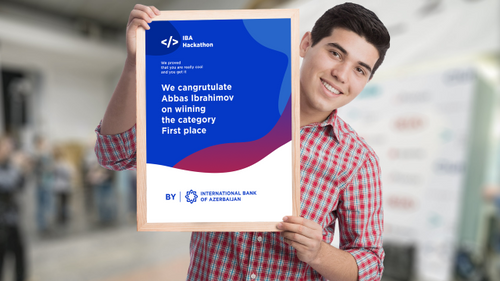 </> IBA
Hackathon
We proved
that you are really cool
and you got it
We cangrutulate
Abbas Ibrahimov
on wiining
the category
First place
BY | INTERNATIONAL BANK
OF AZERBAIJAN